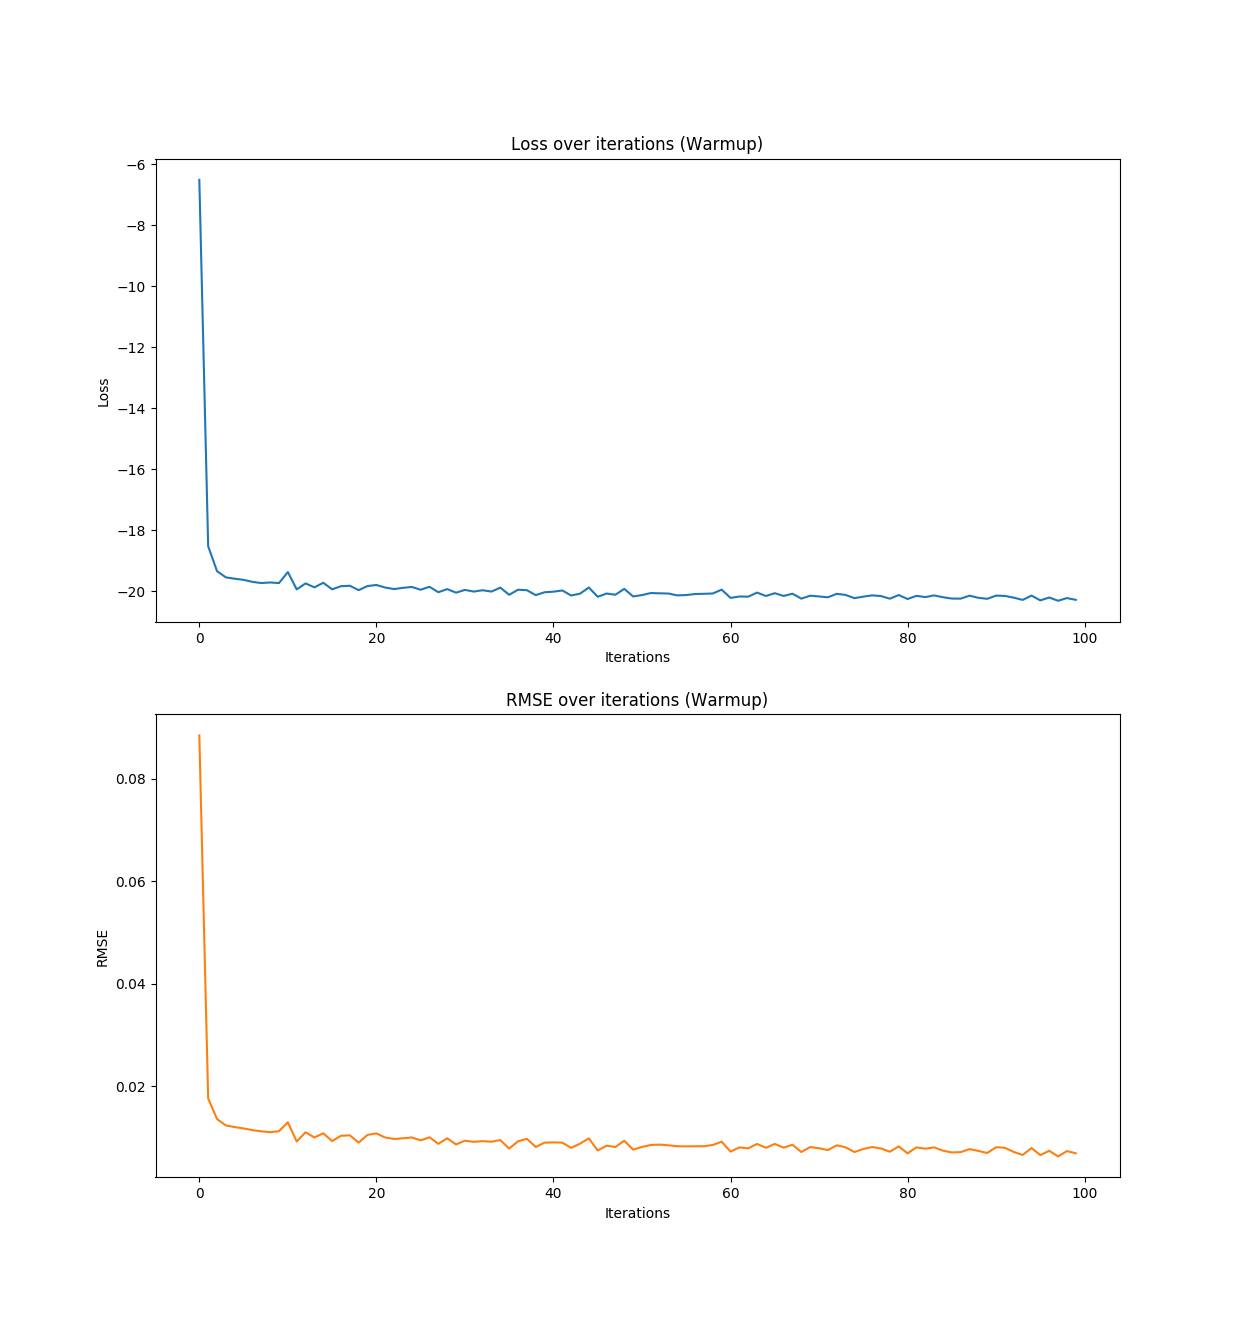 Loss over iterations (Warmup)
−6
−8
−10
−12
−14
−16
−18
−20
Loss
0 20 40 60 80 100
Iterations
RMSE over iterations (Warmup)
0.08
0.06
0.04
0.02
RMSE
0 20 40 60 80 100
Iterations